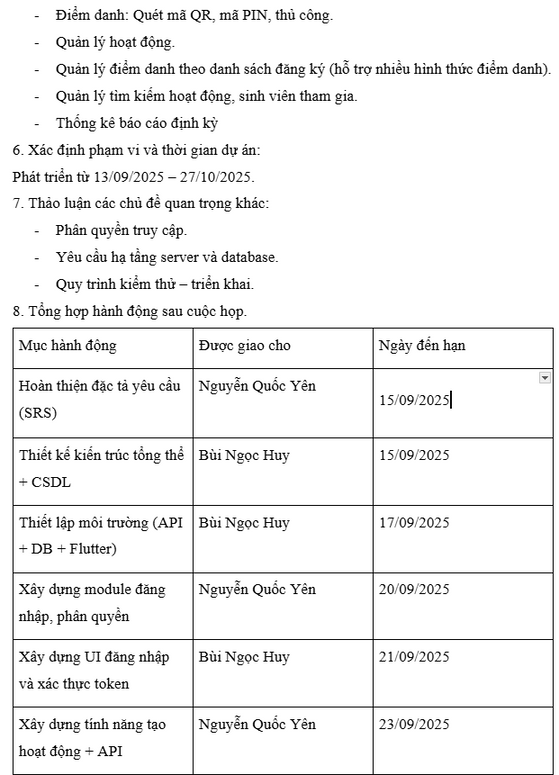 - Điểm danh: Quét mã QR, mã PIN, thủ công.
- Quản lý hoạt động.
- Quản lý điểm danh theo danh sách đăng ký (hỗ trợ nhiều hình thức điểm danh).
- Quản lý tìm kiếm hoạt động, sinh viên tham gia.
- Thống kê báo cáo định kỳ
6. Xác định phạm vi và thời gian dự án:
Phát triển từ 13/09/2025 – 27/10/2025.
7. Thảo luận các chủ đề quan trọng khác:
- Phân quyền truy cập.
- Yêu cầu hạ tầng server và database.
- Quy trình kiểm thử – triển khai.
8. Tổng hợp hành động sau cuộc họp.
Mục hành động
Được giao cho
Ngày đến hạn
Hoàn thiện đặc tả yêu cầu
(SRS)
Nguyễn Quốc Yên
15/09/2025
Thiết kế kiến trúc tổng thể
+ CSDL
Bùi Ngọc Huy
15/09/2025
Thiết lập môi trường (API
+ DB + Flutter)
Bùi Ngọc Huy
17/09/2025
Xây dựng module đăng
nhập, phân quyền
Nguyễn Quốc Yên
20/09/2025
Xây dựng UI đăng nhập
và xác thực token
Bùi Ngọc Huy
21/09/2025
Xây dựng tính năng tạo
hoạt động + API
Nguyễn Quốc Yên
23/09/2025